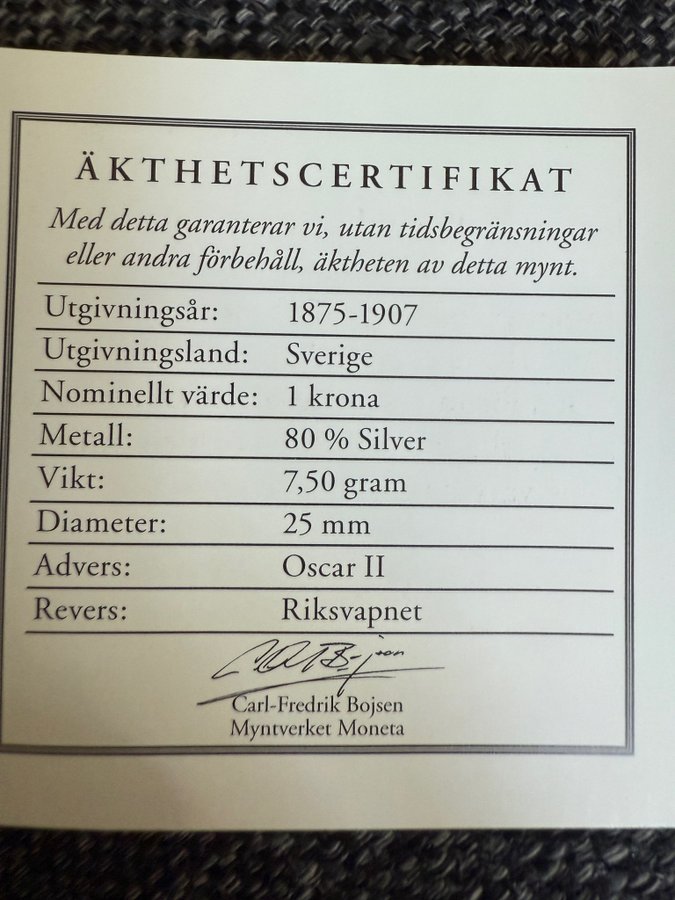 ÄKTHETSCERTIFIKAT
Med detta garanterar vi, utan tidsbegränsningar
eller andra förbehåll, äktheten av detta mynt.
Utgivningsår: 1875-1907
Utgivningsland: Sverige
Nominellt värde: 1 krona
Metall: 80 % Silver
Vikt: 7,50 gram
Diameter: 25 mm
Advers: Oscar II
Revers: Riksvapnet
Carl-Fredrik Bojsen
Myntverket Moneta